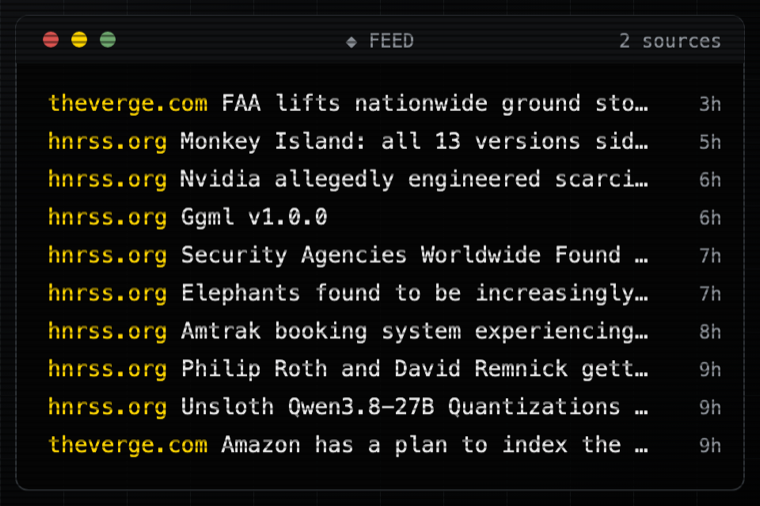 ◆ FEED 2 sources
theverge.com FAA lifts nationwide ground sto… 3h
hnrss.org Monkey Island: all 13 versions sid… 5h
hnrss.org Nvidia allegedly engineered scarci… 6h
hnrss.org Ggml v1.0.0 6h
hnrss.org Security Agencies Worldwide Found … 7h
hnrss.org Elephants found to be increasingly… 7h
hnrss.org Amtrak booking system experiencing… 8h
hnrss.org Philip Roth and David Remnick gett… 9h
hnrss.org Unsloth Qwen3.8-27B Quantizations … 9h
theverge.com Amazon has a plan to index the … 9h